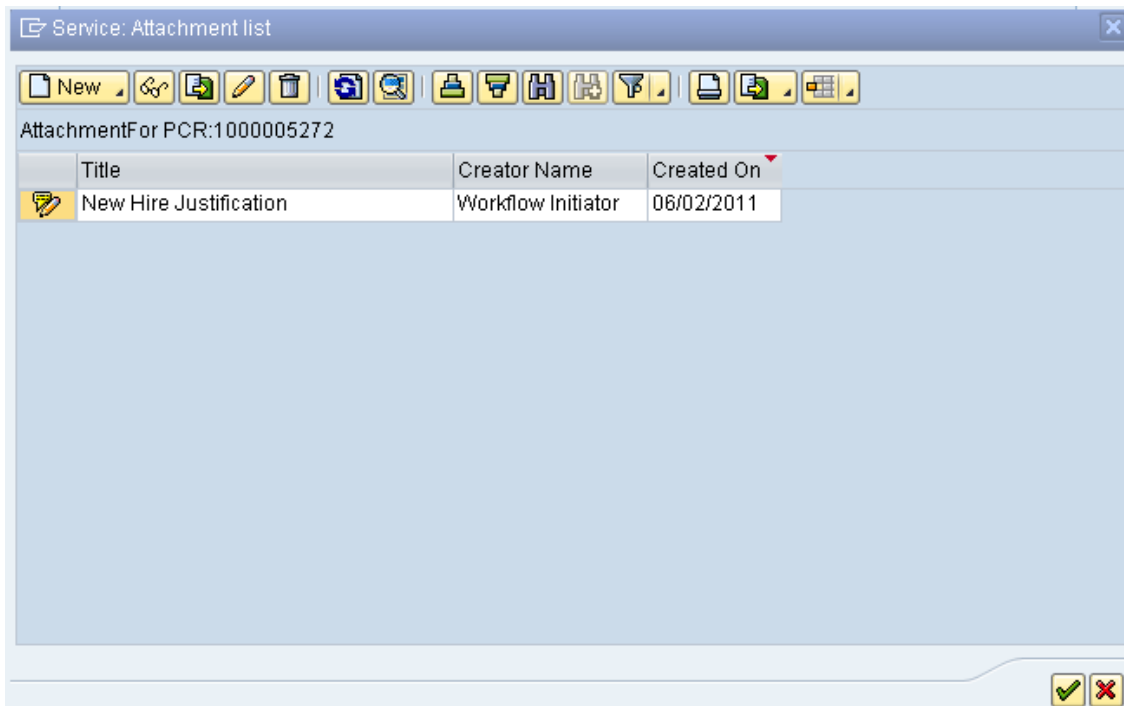 Service: Attachment list
New
AttachmentFor PCR:1000005272
Title Creator Name Created On
New Hire Justification Workflow Initiator 06/02/2011